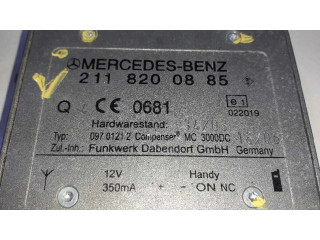 MERCEDES-BENZ
211 820 08 85
Q CE 0681 e1
022019
Hardwarestand:
Typ: 097 0121.2 Compenser® MC 3000DC
Lic.-Inh.: Funkwerk Dabendorf GmbH Germany
12V Handy
350mA + - ON NC